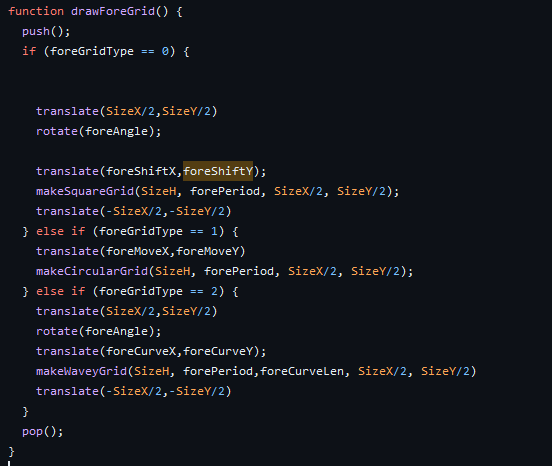 function drawForeGrid() {
push();
if (foreGridType == 0) {
translate(SizeX/2,SizeY/2)
rotate(foreAngle);
translate(foreShiftX,foreShiftY);
makeSquareGrid(SizeH, forePeriod, SizeX/2, SizeY/2);
translate(-SizeX/2,-SizeY/2)
} else if (foreGridType == 1) {
translate(foreMoveX,foreMoveY)
makeCircularGrid(SizeH, forePeriod, SizeX/2, SizeY/2);
} else if (foreGridType == 2) {
translate(SizeX/2,SizeY/2)
rotate(foreAngle);
translate(foreCurveX,foreCurveY);
makeWaveyGrid(SizeH, forePeriod,foreCurveLen, SizeX/2, SizeY/2)
translate(-SizeX/2,-SizeY/2)
}
pop();
}